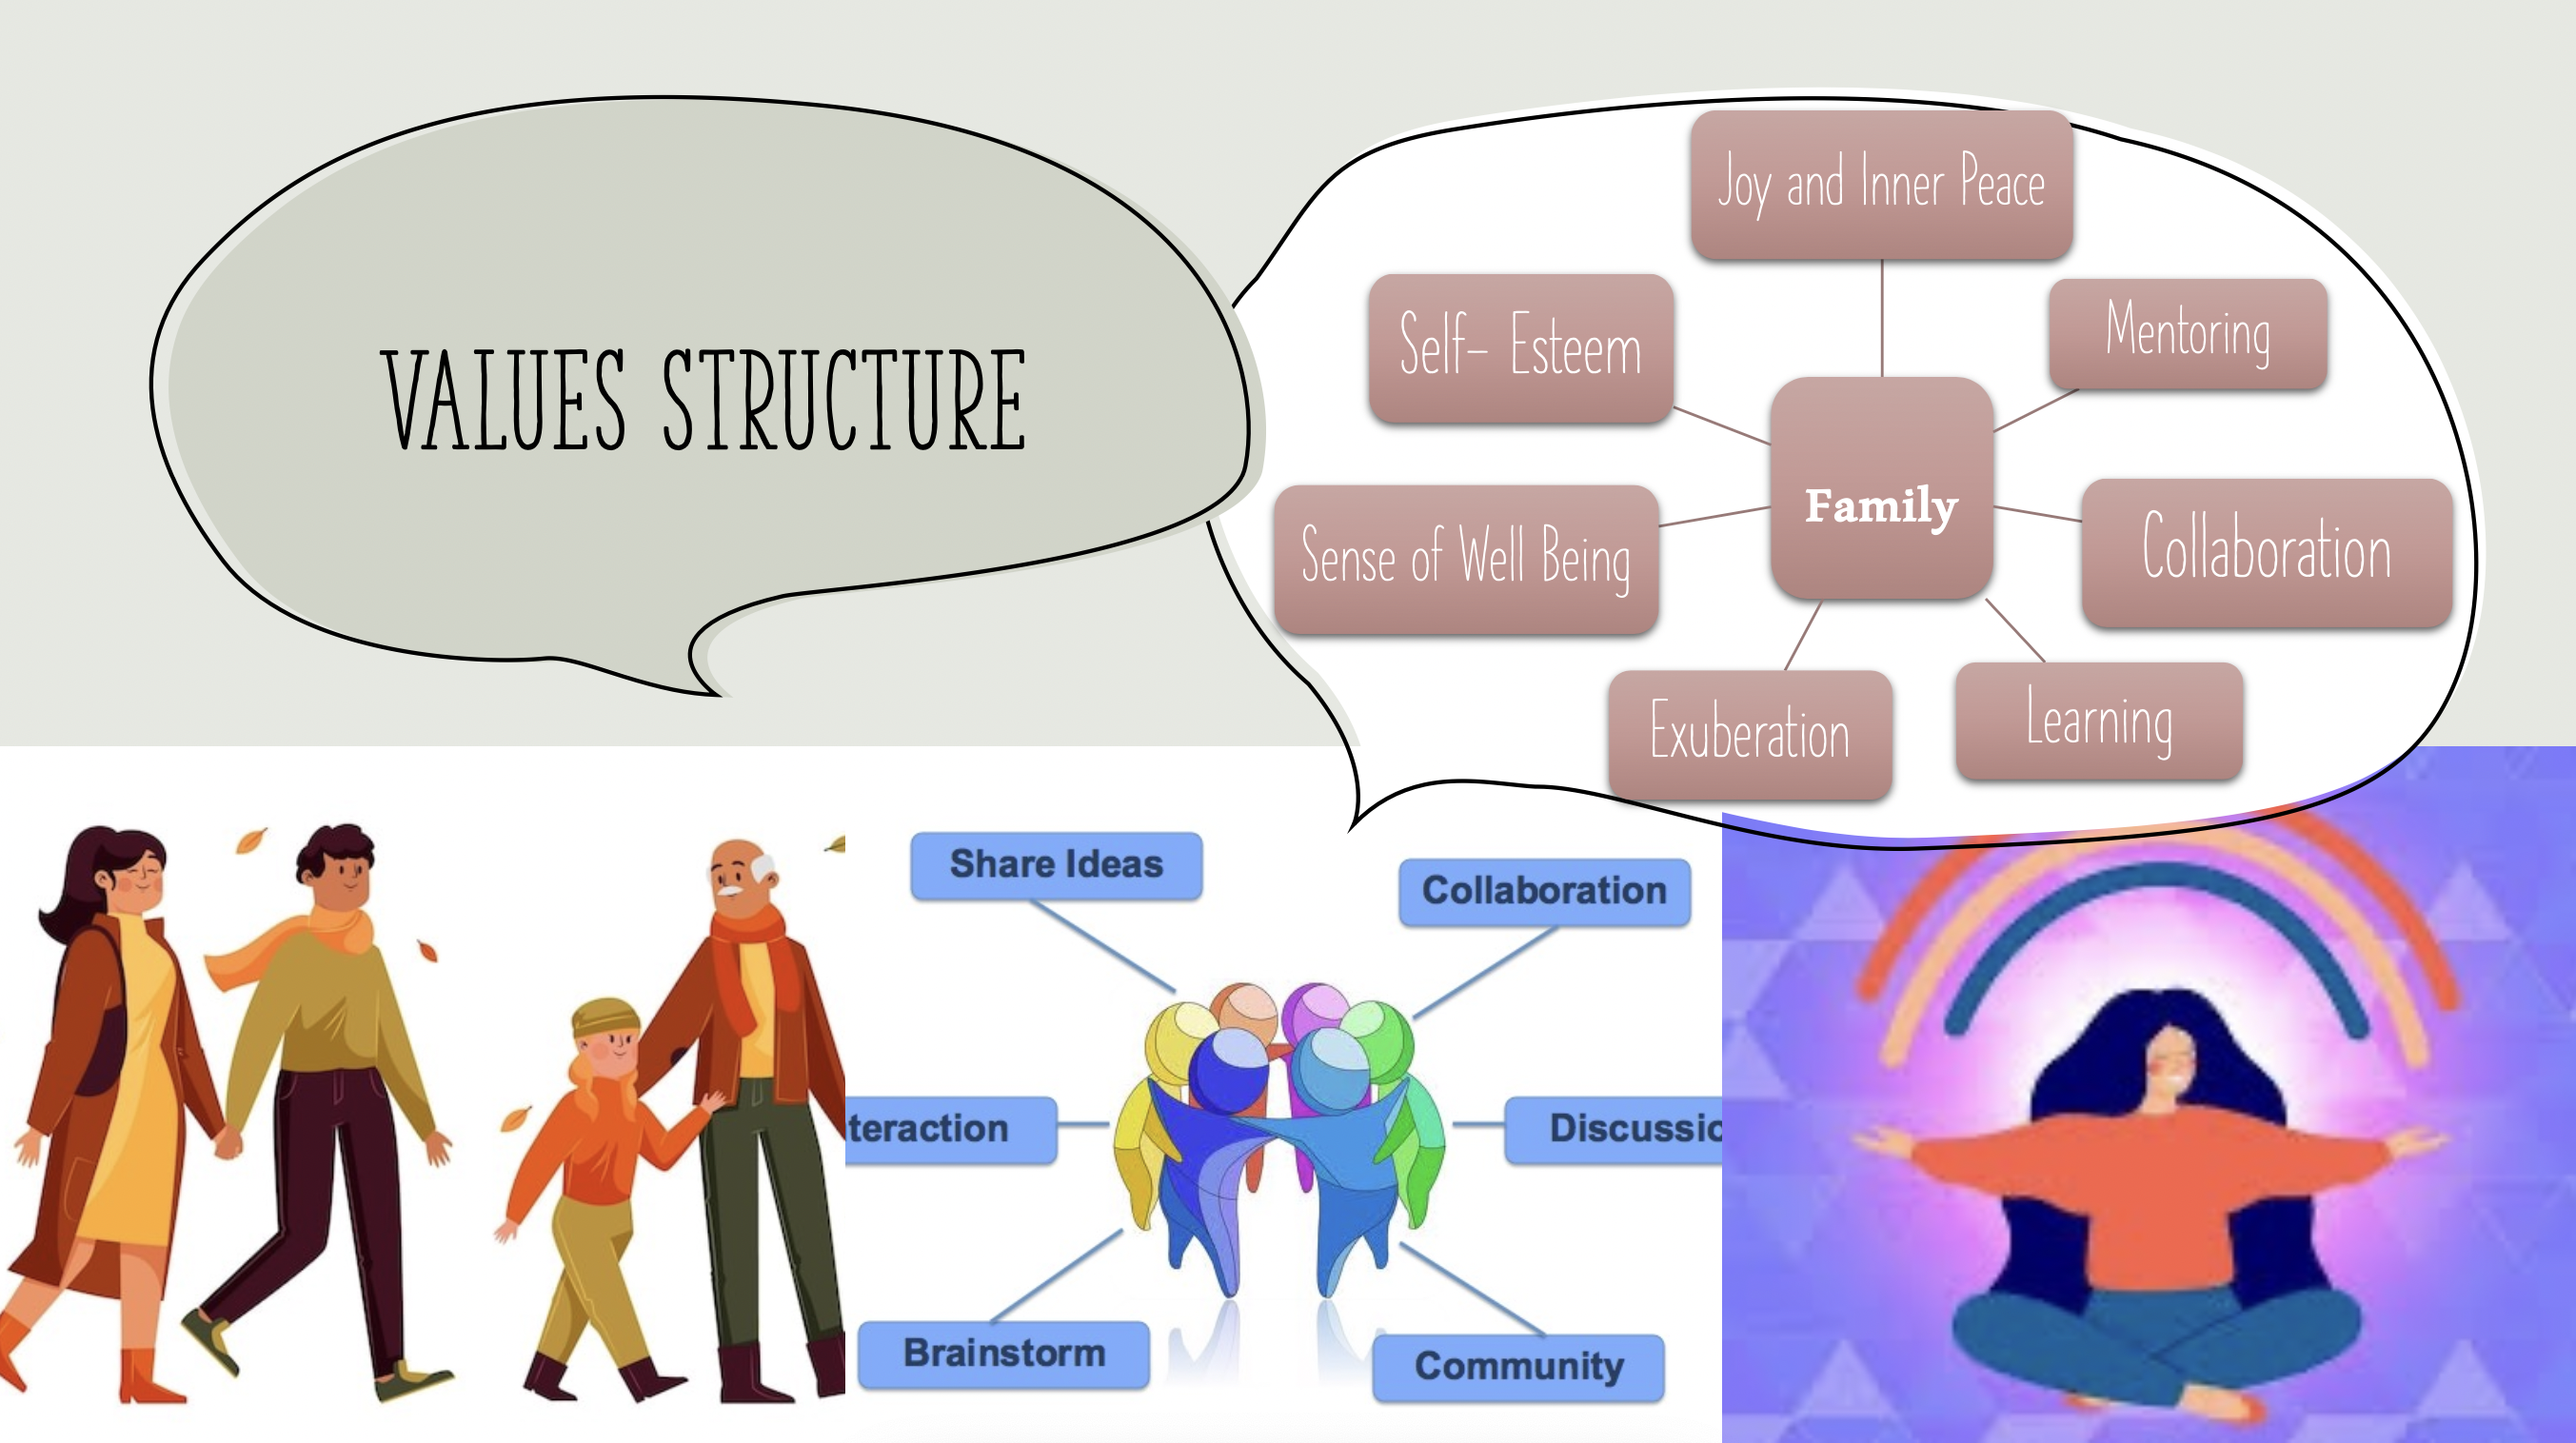 VALUES STRUCTURE
Joy and Inner Peace
Self- Esteem
Mentoring
Family
Sense of Well Being
Collaboration
Exuberation
Learning
Share Ideas
Collaboration
teraction
Discussio
Brainstorm
Community